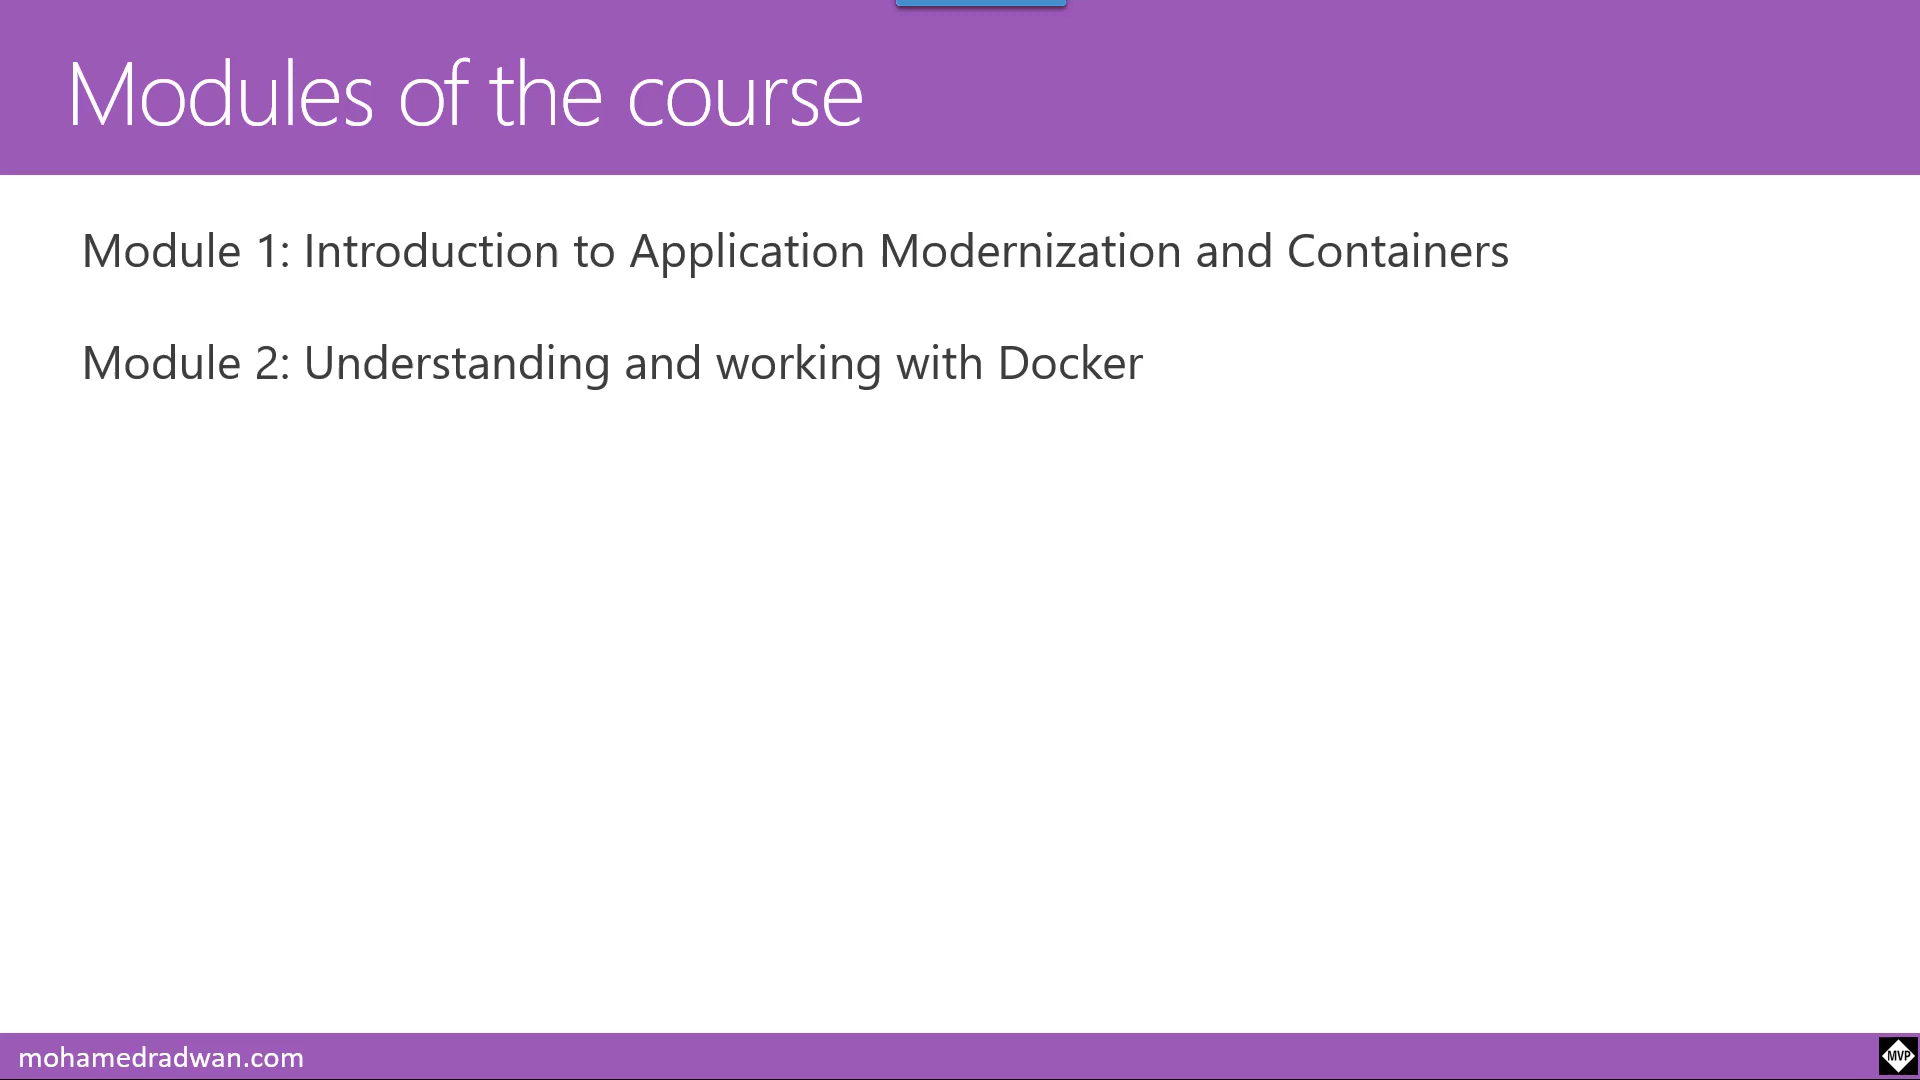 Modules of the course
Module 1: Introduction to Application Modernization and Containers
Module 2: Understanding and working with Docker
mohamedradwan.com
MVP